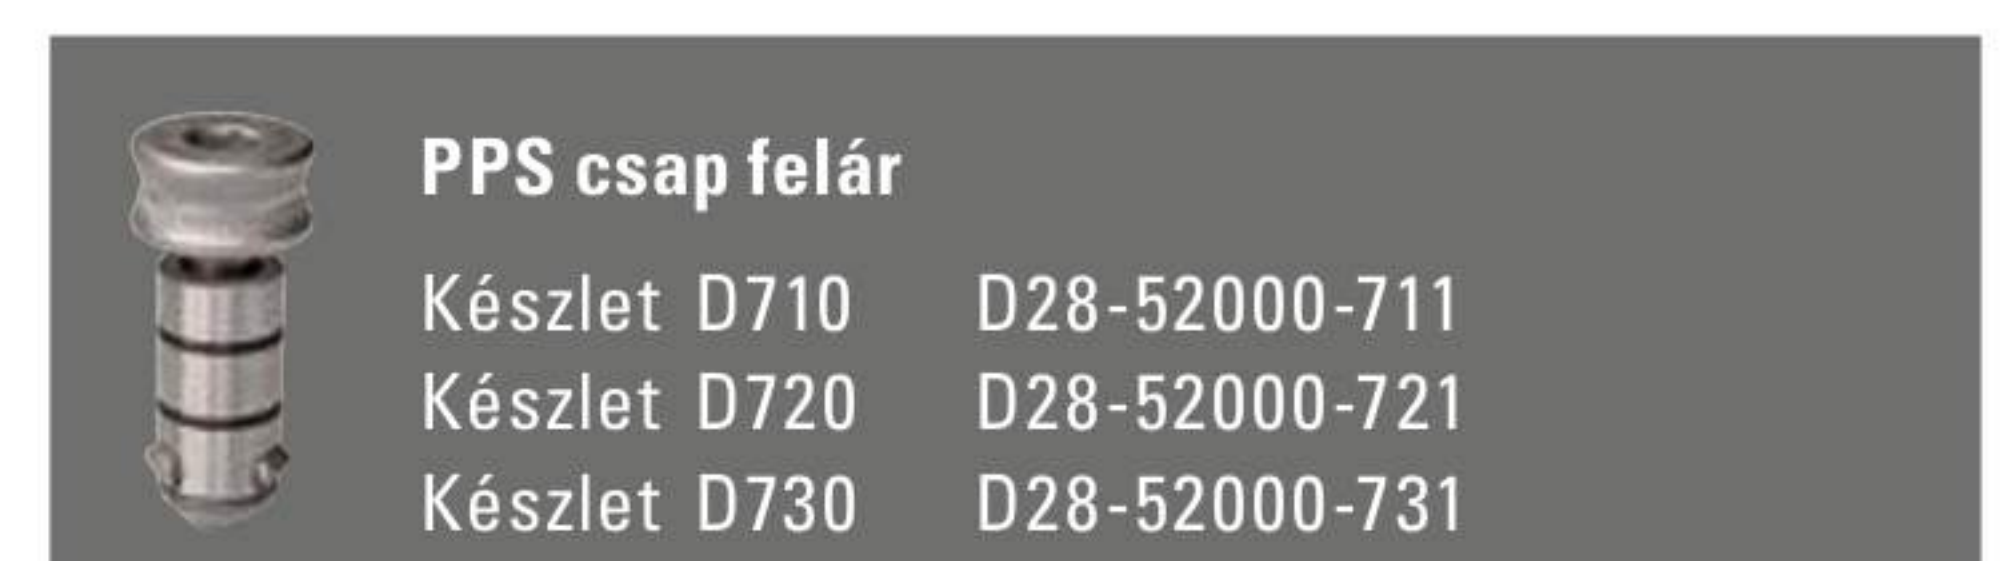 PPS csap felár
Készlet D710 D28-52000-711
Készlet D720 D28-52000-721
Készlet D730 D28-52000-731